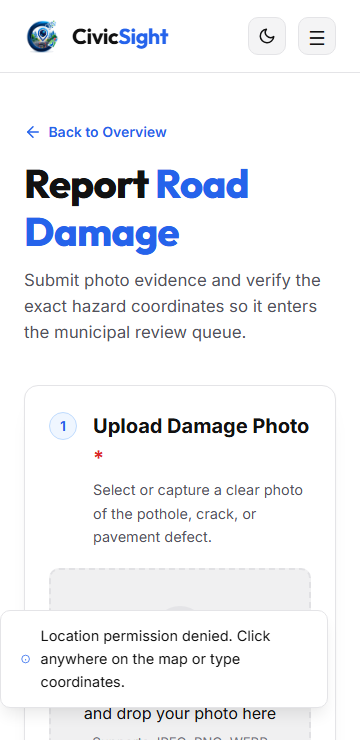 CivicSight
Back to Overview
Report Road
Damage
Submit photo evidence and verify the
exact hazard coordinates so it enters
the municipal review queue.
1
Upload Damage Photo
*
Select or capture a clear photo
of the pothole, crack, or
pavement defect.
Location permission denied. Click
anywhere on the map or type
coordinates.
and drop your photo here